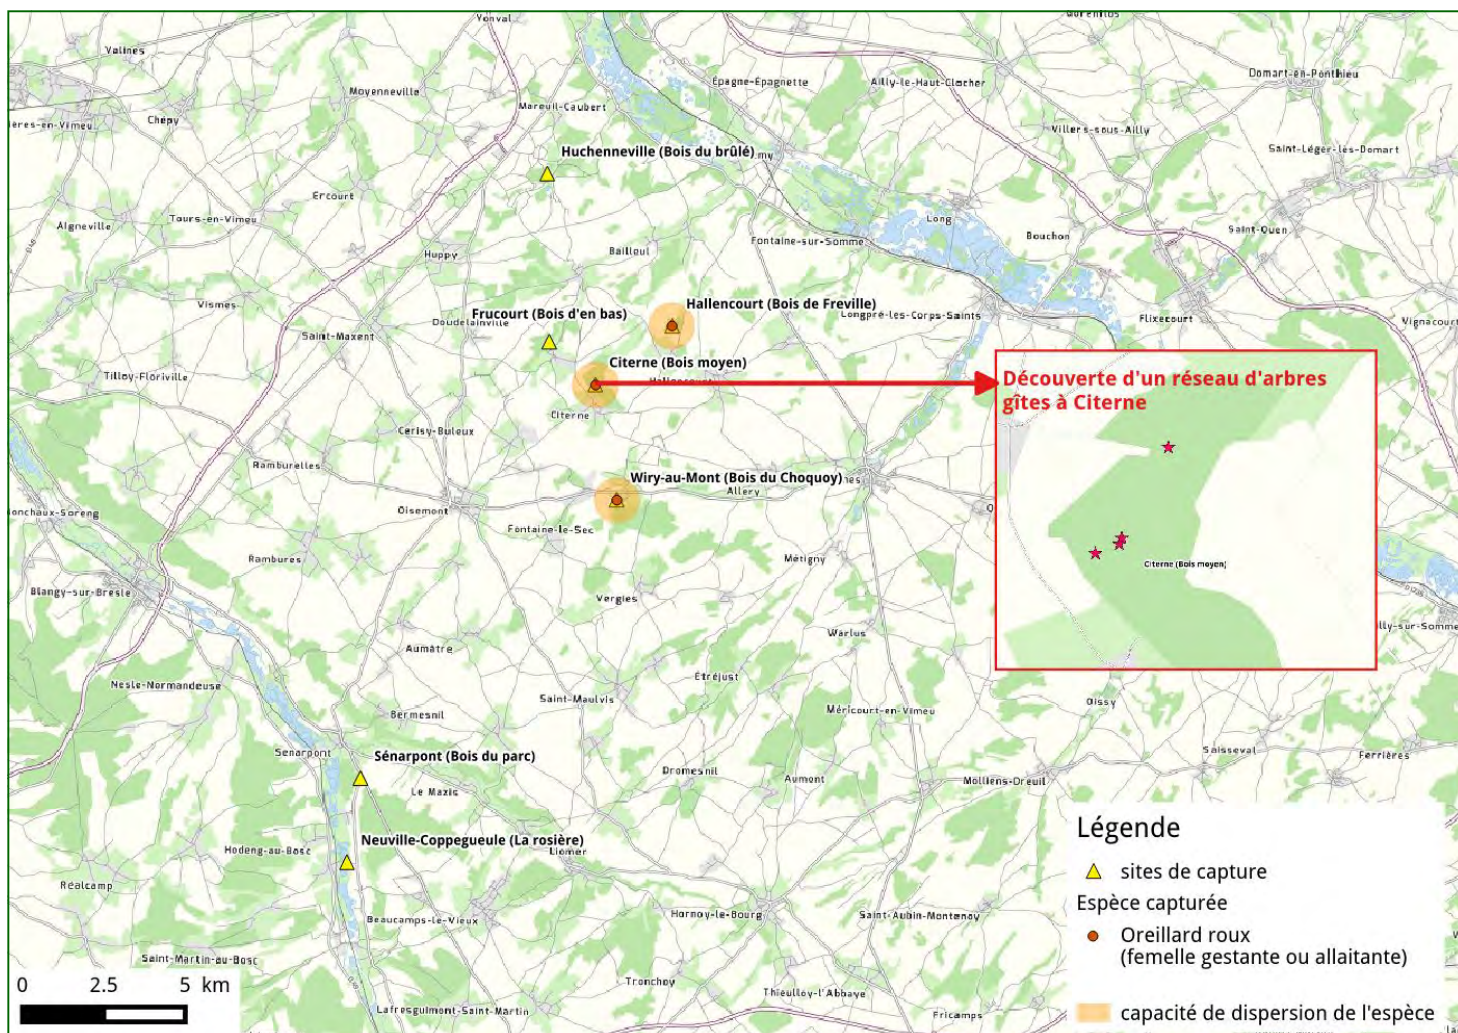 Yonval
Valines
Épagne-Épagnette
Ailly-le-Haut-Clocher
Domart-en-Ponthieu
Moyenneville
Mareuil-Caubert
Chépy
Villers-sous-Ailly
Saint-Léger-lès-Domart
Huchenneville (Bois du brûlé)
Ercourt
Aigneville
Tours-en-Vimeu
Long
Bouchon
Saint-Ouen
Huppy
Bailleul
Fontaine-sur-Somme
Vismes
Hallencourt (Bois de Freville)
Frucourt (Bois d'en bas)
Doudelainville
Longpré-les-Corps-Saints
Flixecourt
Vignacourt
Saint-Maxent
Citerne (Bois moyen)
Tilloy-Floriville
Découverte d'un réseau d'arbres
gîtes à Citerne
Citerne
Cerisy-Buleux
Ramburelles
Wiry-au-Mont (Bois du Choquoy)
Allery
Oisemont
Fontaine-le-Sec
Rambures
Métigny
Citerne (Bois moyen)
Blangy-sur-Bresle
Vergies
Warlus
Aumâtre
Étréjust
Nesle-Normandeuse
Saint-Maulvis
Oissy
Bermesnil
Méricourt-en-Vimeu
Sénarpont
Saisseval
Ferrières
Sénarpont (Bois du parc)
Dromesnil
Aumont
Molliens-Dreuil
Le Mazis
Légende
Neuville-Coppegueule (La rosière)
Hodeng-au-Bosc
Liomer
sites de capture
Réalcamp
Espèce capturée
Beaucamps-le-Vieux
Hornoy-le-Bourg
Saint-Aubin-Montenoy
Oreillard roux
(femelle gestante ou allaitante)
Saint-Martin-au-Bosc
0 2.5 5 km
Tronchoy
Thieulloy-l'Abbaye
Lafresguimont-Saint-Martin
Fricamps
capacité de dispersion de l'espèce